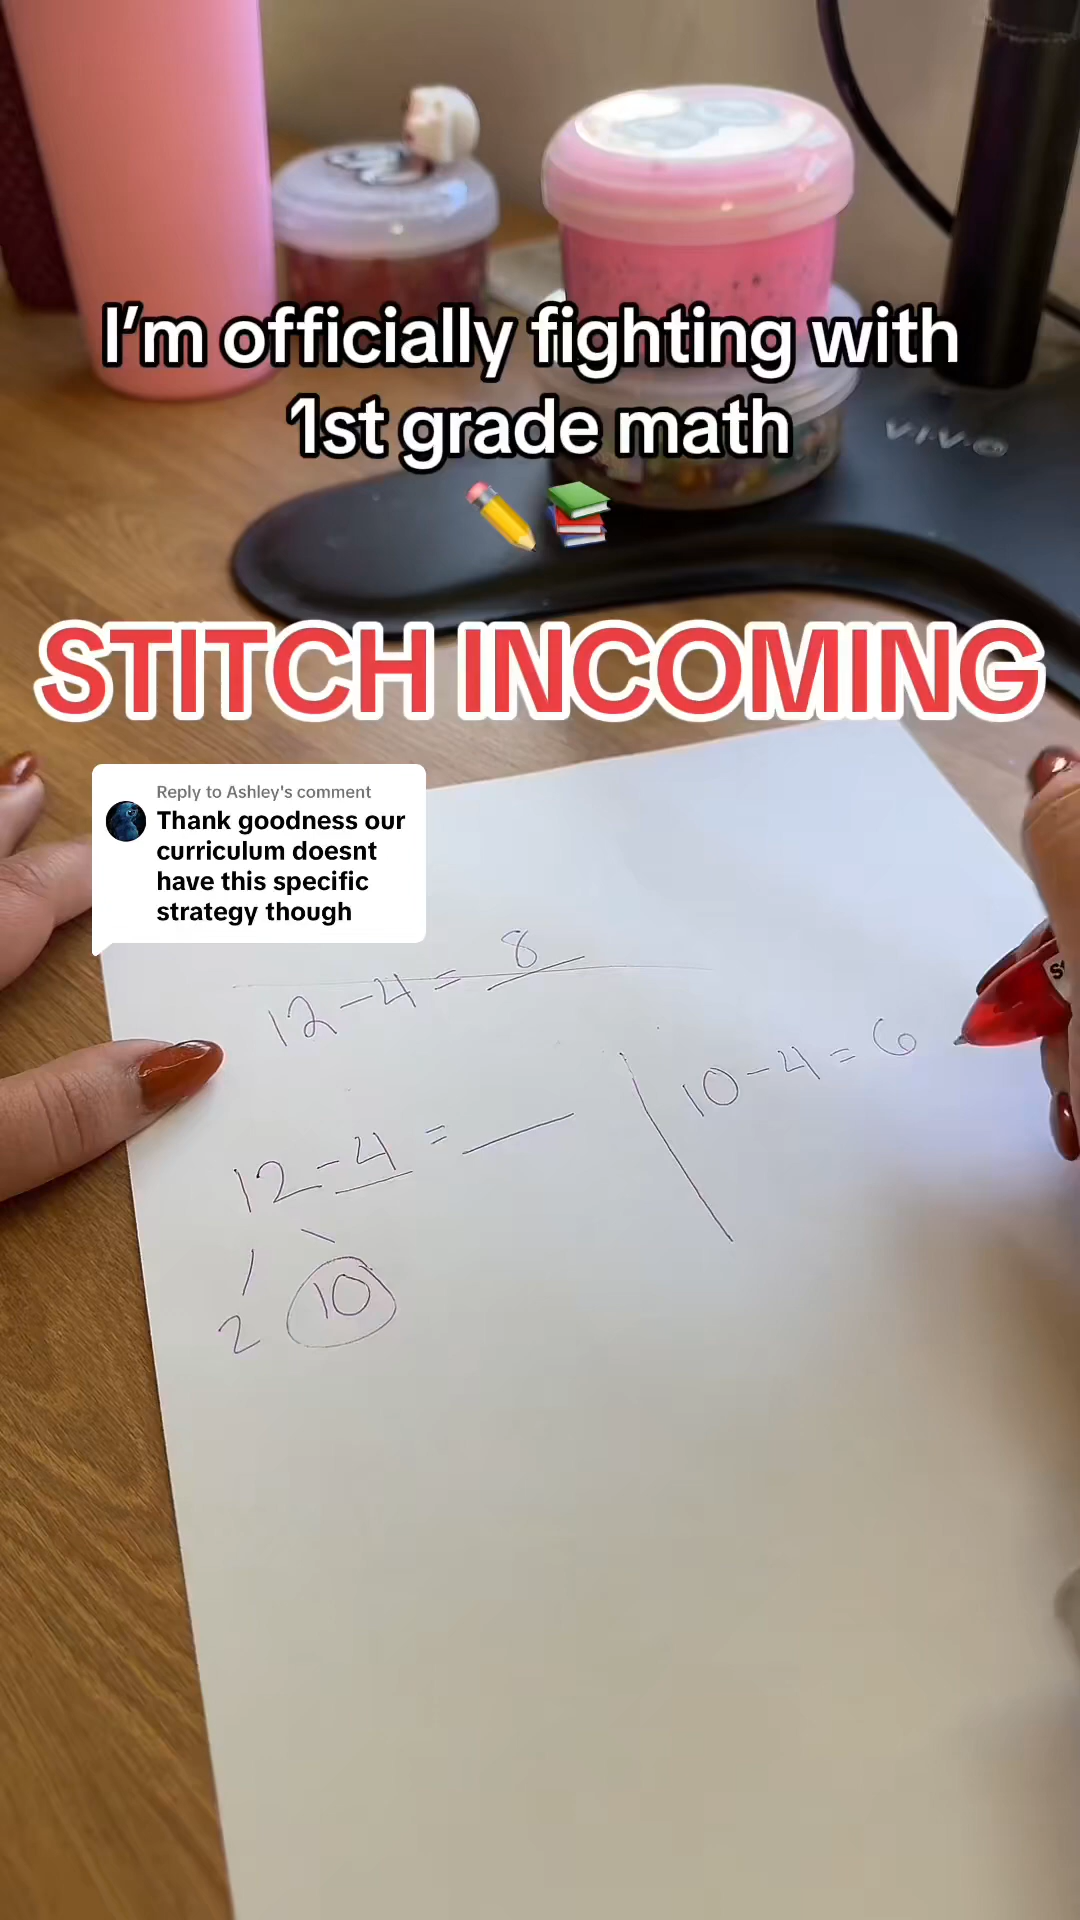 I’m officially fighting with
1st grade math
✏️📚
VIVO
STITCH INCOMING
Reply to Ashley's comment
Thank goodness our
curriculum doesnt
have this specific
strategy though
12-4= 8
10-4=6
12-4=
2 10